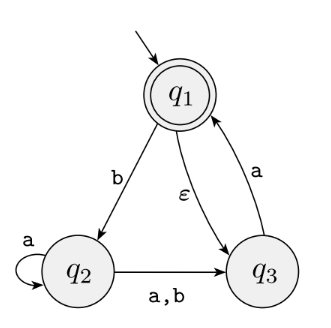 q₁
b
ε
a
a
q₂
q₃
a,b